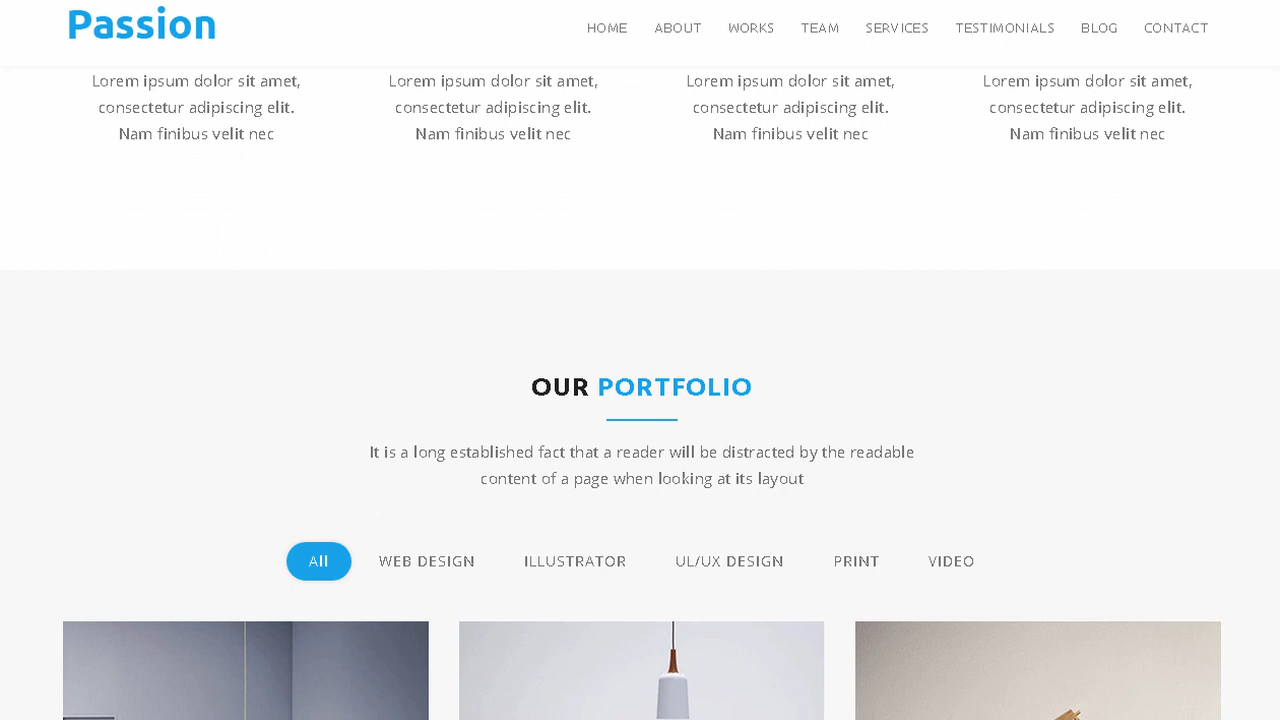 Passion
HOME ABOUT WORKS TEAM SERVICES TESTIMONIALS BLOG CONTACT
Lorem ipsum dolor sit amet,
consectetur adipiscing elit.
Nam finibus velit nec
Lorem ipsum dolor sit amet,
consectetur adipiscing elit.
Nam finibus velit nec
Lorem ipsum dolor sit amet,
consectetur adipiscing elit.
Nam finibus velit nec
Lorem ipsum dolor sit amet,
consectetur adipiscing elit.
Nam finibus velit nec
OUR PORTFOLIO
It is a long established fact that a reader will be distracted by the readable
content of a page when looking at its layout
All WEB DESIGN ILLUSTRATOR UL/UX DESIGN PRINT VIDEO